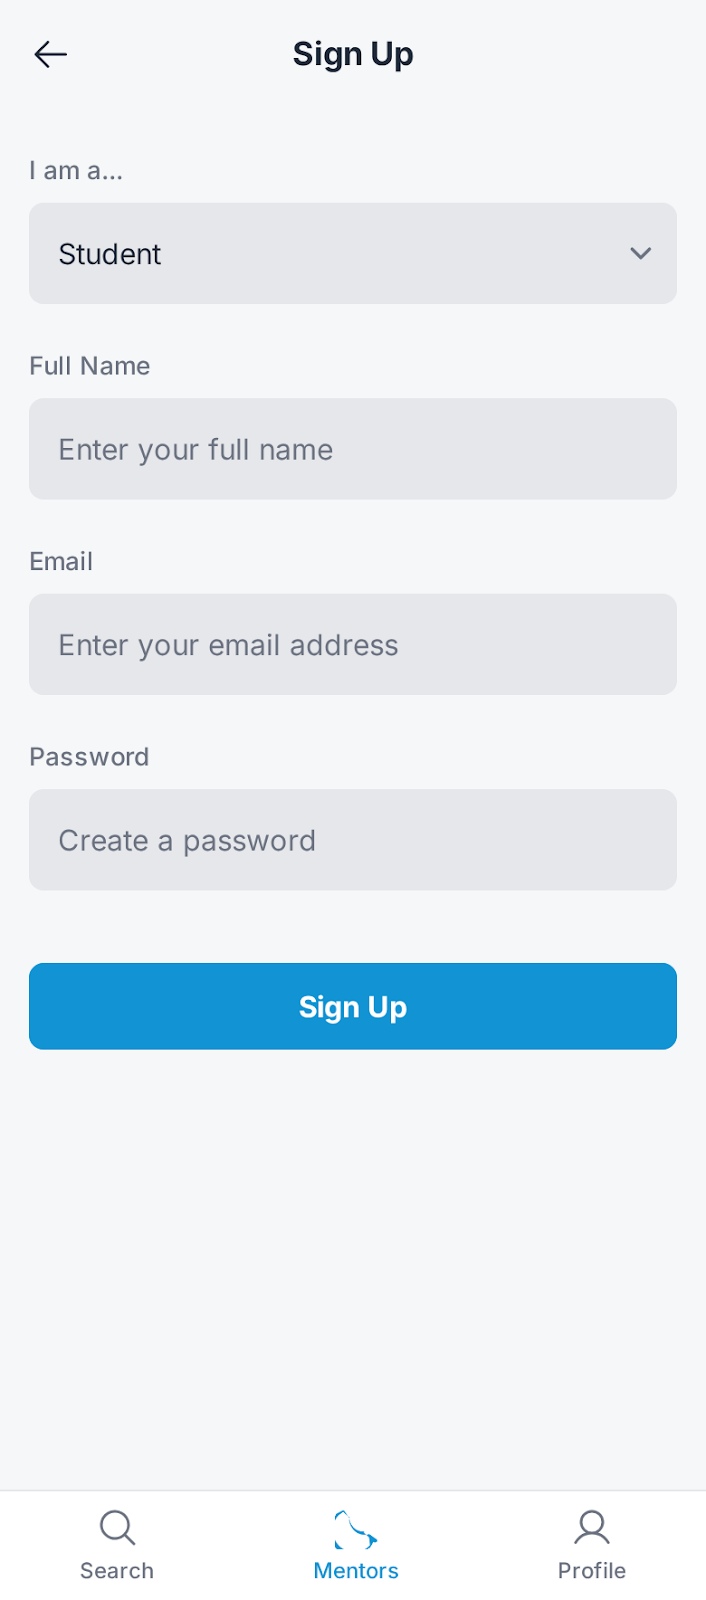 Sign Up
I am a...
Student
Full Name
Enter your full name
Email
Enter your email address
Password
Create a password
Sign Up
Search
Mentors
Profile